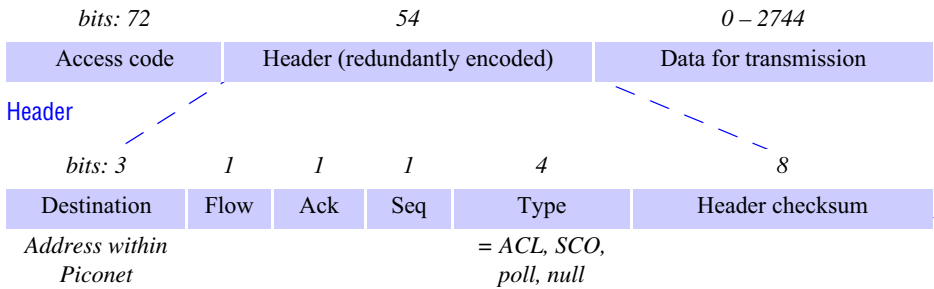 bits: 72 54 0 – 2744
Access code Header (redundantly encoded) Data for transmission
Header
bits: 3 1 1 1 4 8
Destination Flow Ack Seq Type Header checksum
Address within = ACL, SCO,
Piconet poll, null